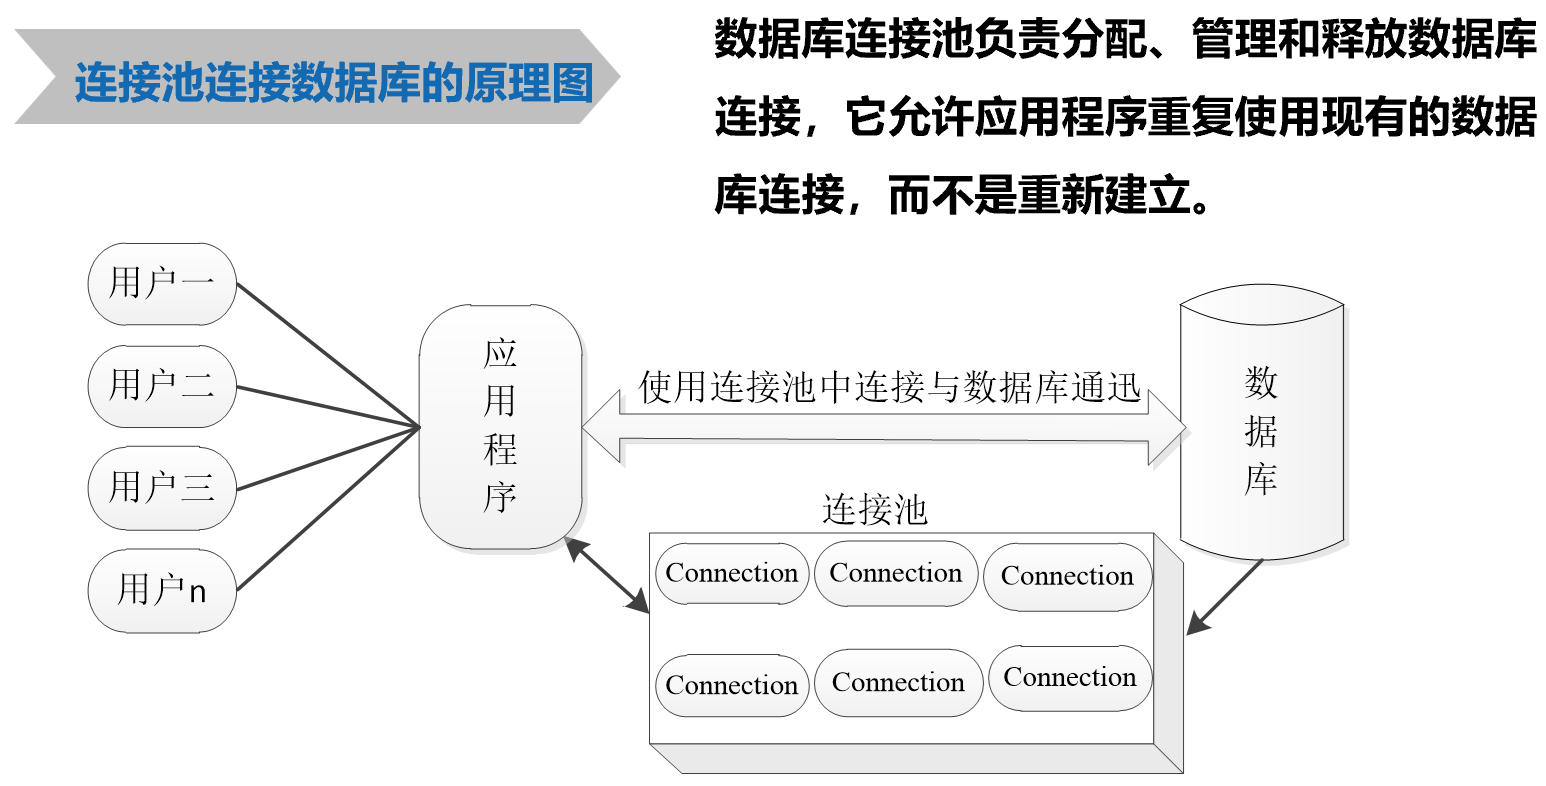 连接池连接数据库的原理图
数据库连接池负责分配、管理和释放数据库
连接，它允许应用程序重复使用现有的数据
库连接，而不是重新建立。
用户一
用户二
用户三
用户n
应
用
程
序
使用连接池中连接与数据库通迅
数
据
库
连接池
Connection
Connection
Connection
Connection
Connection
Connection